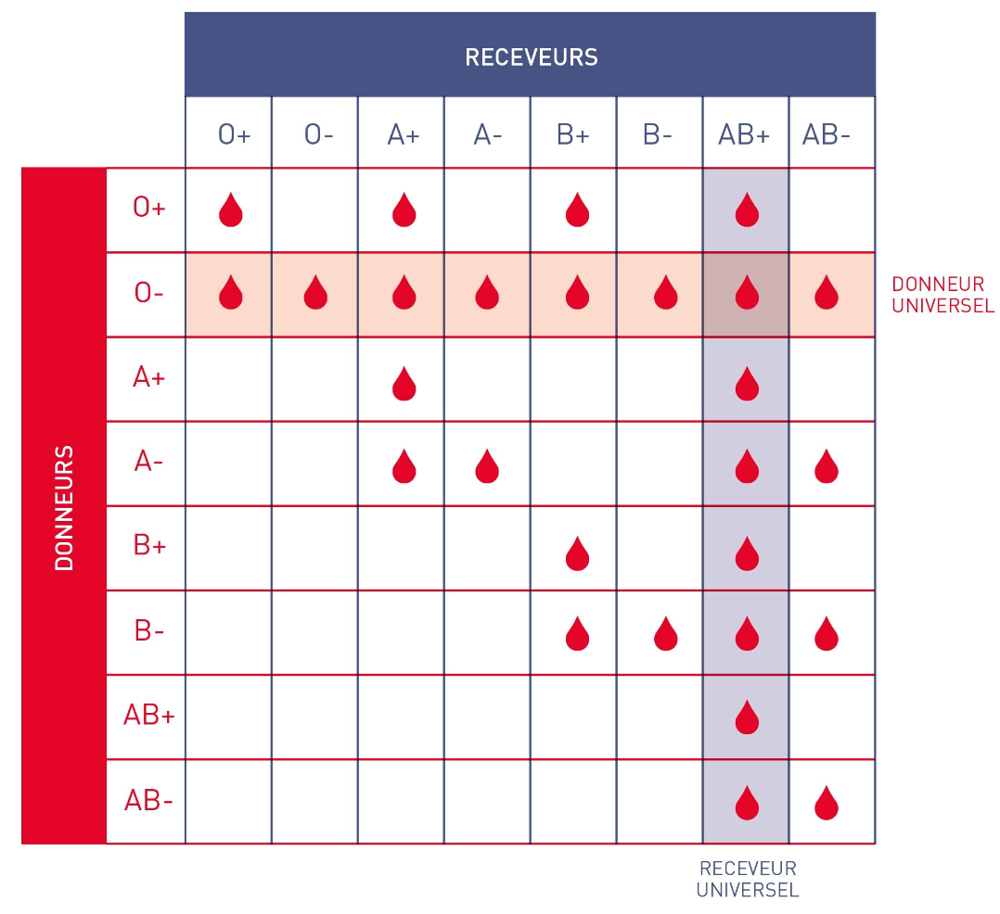 RECEVEURS
O+ O- A+ A- B+ B- AB+ AB-
DONNEURS
O+
O-
DONNEUR
UNIVERSEL
A+
A-
B+
B-
AB+
AB-
RECEVEUR
UNIVERSEL